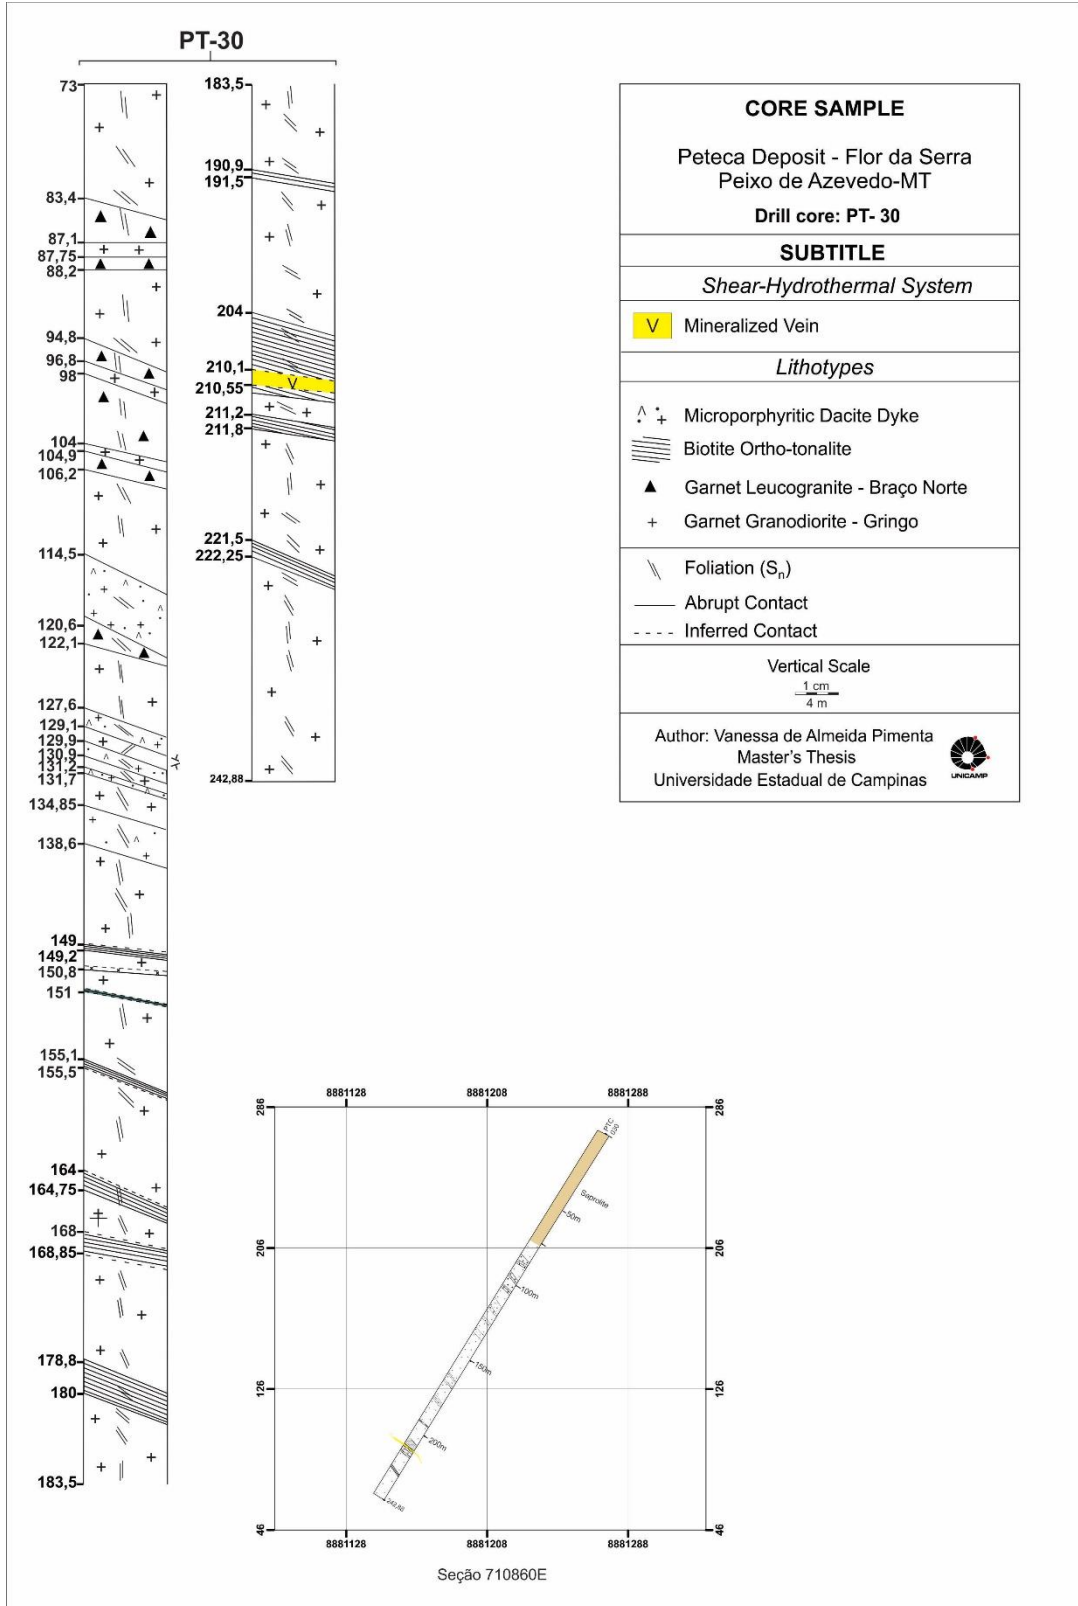 PT-30
73
83,4
87,1
87,75
88,2
94,8
96,8
98
104
104,9
106,2
114,5
120,6
122,1
127,6
129,1
129,9
130,9
131,2
131,7
134,85
138,6
149
149,2
150,8
151
155,1
155,5
164
164,75
168
168,85
178,8
180
183,5
183,5
190,9
191,5
204
210,1
V
210,55
211,2
211,8
221,5
222,25
242,88
CORE SAMPLE
Peteca Deposit - Flor da Serra
Peixo de Azevedo-MT
Drill core: PT- 30
SUBTITLE
Shear-Hydrothermal System
V Mineralized Vein
Lithotypes
Microporphyritic Dacite Dyke
Biotite Ortho-tonalite
Garnet Leucogranite - Braço Norte
Garnet Granodiorite - Gringo
Foliation (Sn)
Abrupt Contact
Inferred Contact
Vertical Scale
1 cm
4 m
Author: Vanessa de Almeida Pimenta
Master's Thesis
Universidade Estadual de Campinas
UNICAMP
8881128 8881208 8881288
286 286
PTC
030
Saprolite
50m
206 206
100m
150m
126 126
200m
242,88
46 46
8881128 8881208 8881288
Seção 710860E